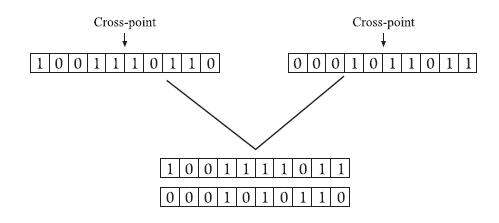 Cross-point Cross-point
1 0 0 1 1 1 0 1 1 0 0 0 0 1 0 1 1 0 1 1
1 0 0 1 1 1 1 0 1 1
0 0 0 1 0 1 0 1 1 0